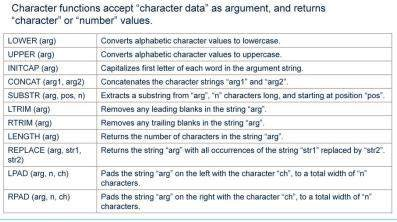 Character functions accept “character data” as argument, and returns
“character” or “number” values.
LOWER (arg) Converts alphabetic character values to lowercase.
UPPER (arg) Converts alphabetic character values to uppercase.
INITCAP (arg) Capitalizes first letter of each word in the argument string.
CONCAT (arg1, arg2) Concatenates the character strings “arg1” and “arg2”.
SUBSTR (arg, pos, n) Extracts a substring from “arg”, “n” characters long, and starting at position “pos”.
LTRIM (arg) Removes any leading blanks in the string “arg”.
RTRIM (arg) Removes any trailing blanks in the string “arg”.
LENGTH (arg) Returns the number of characters in the string “arg”.
REPLACE (arg, str1, Returns the string “arg” with all occurrences of the string “str1” replaced by “str2”.
str2)
LPAD (arg, n, ch) Pads the string “arg” on the left with the character “ch”, to a total width of “n”
characters.
RPAD (arg, n, ch) Pads the string “arg” on the right with the character “ch”, to a total width of “n”
characters.